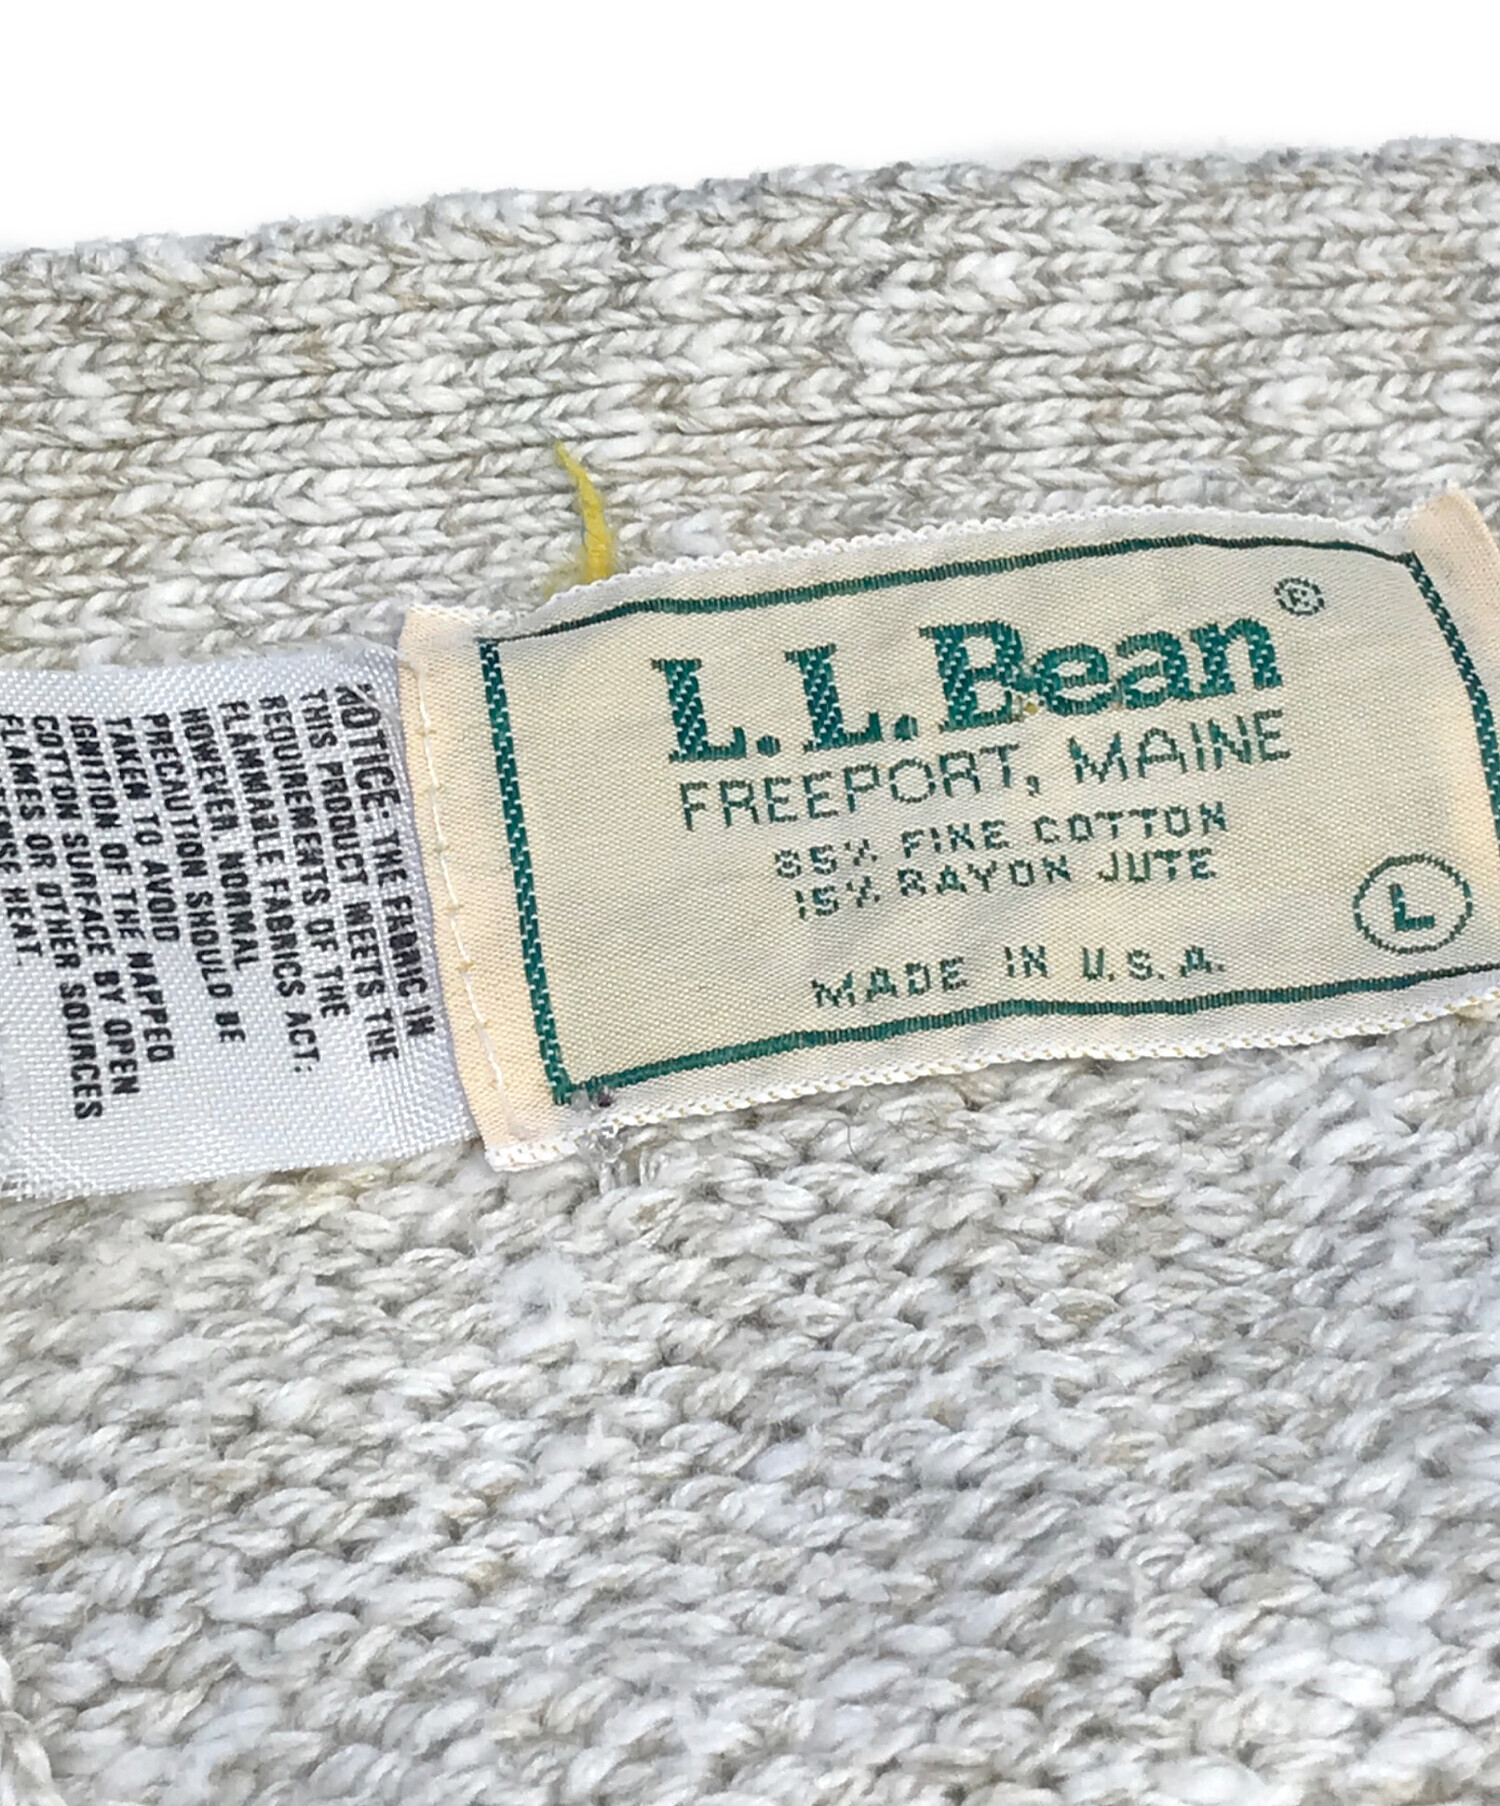 L.L.Bean®
FREEPORT, MAINE
85% FINE COTTON
15% RAYON JUTE
MADE IN U.S.A.
L
NOTICE: THE FABRIC IN
THIS PRODUCT MEETS THE
REQUIREMENTS OF THE
FLAMMABLE FABRICS ACT.
HOWEVER, NORMAL
PRECAUTION SHOULD BE
TAKEN TO AVOID
IGNITION OF THE NAPPED
COTTON SURFACE BY OPEN
FLAMES OR OTHER SOURCES
HEAT.